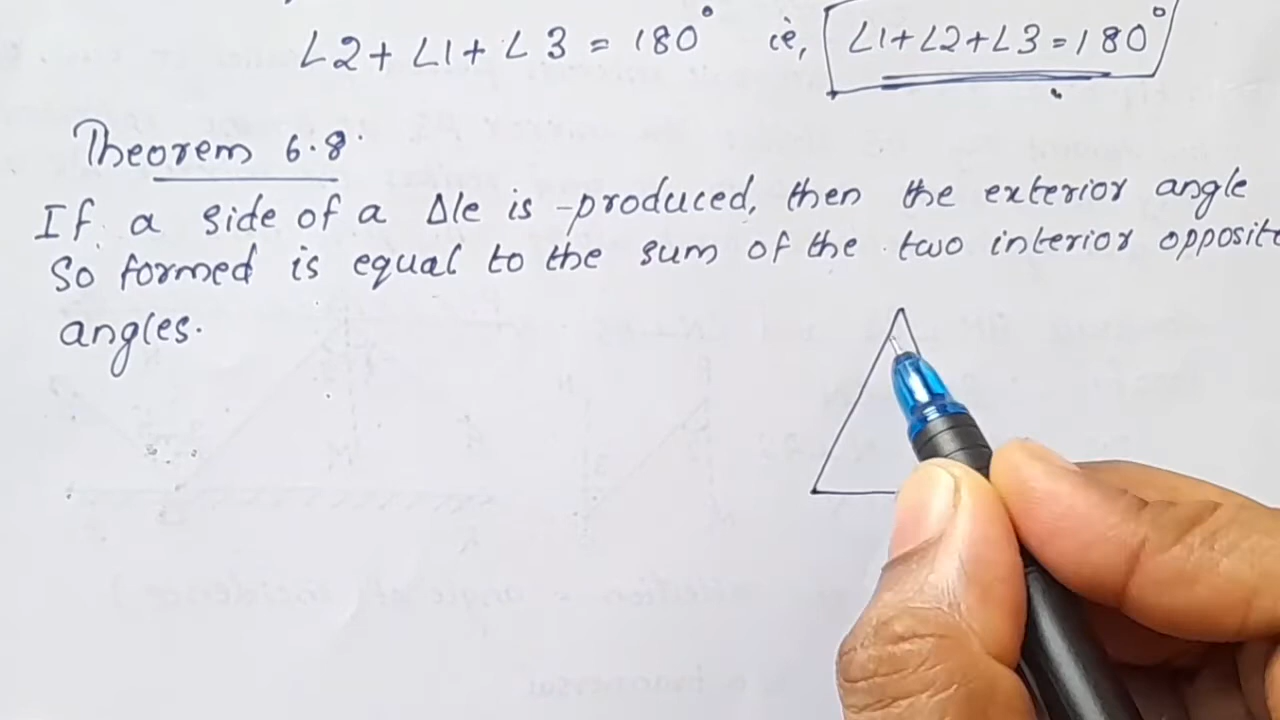 ∠2 + ∠1 + ∠3 = 180° ie, ∠1+∠2+∠3 = 180°
Theorem 6.8.
If a side of a Δle is produced, then the exterior angle
So formed is equal to the sum of the two interior opposite
angles.